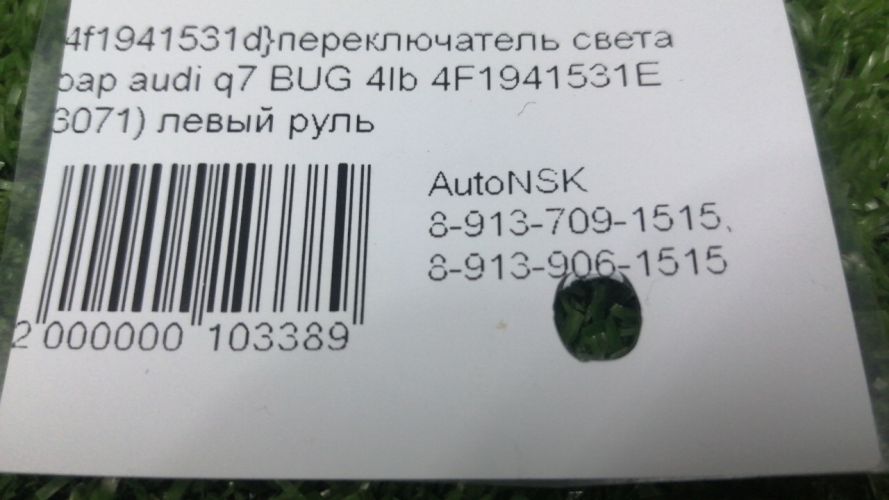 4f1941531d}переключатель света
фар audi q7 BUG 4lb 4F1941531E
3071) левый руль
AutoNSK
8-913-709-1515,
8-913-906-1515
2 000000 103389